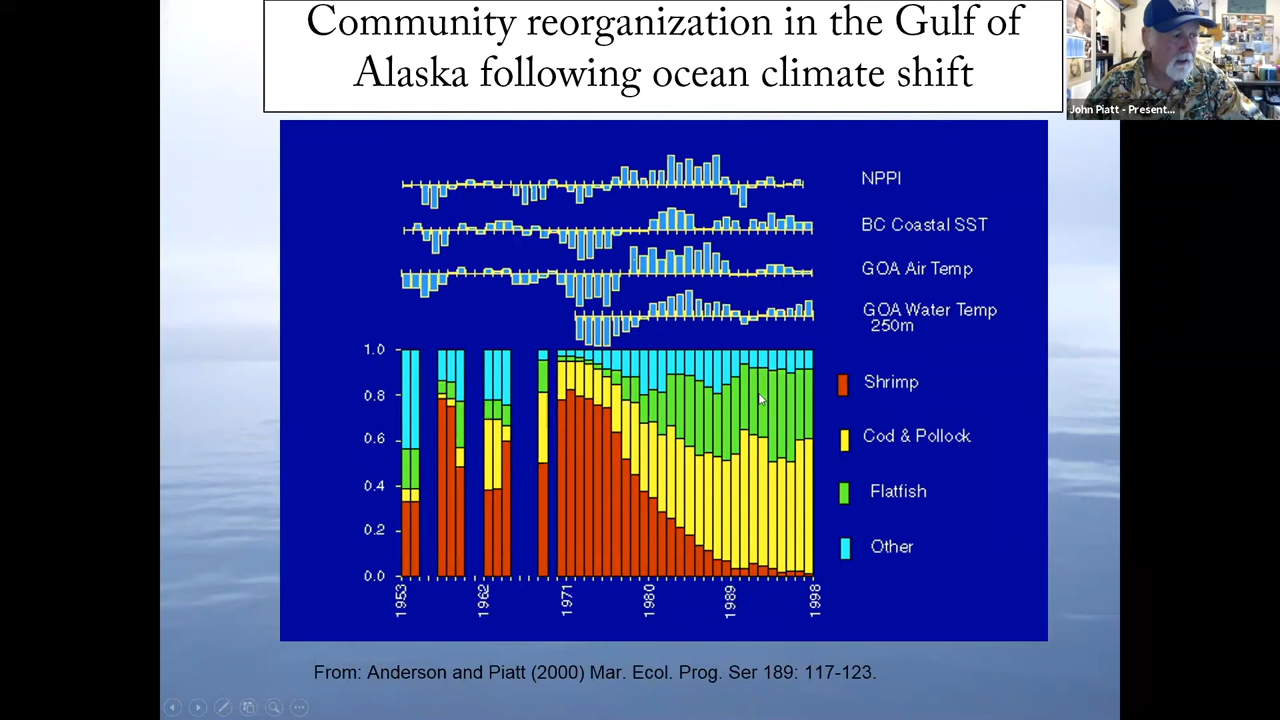 Community reorganization in the Gulf of
Alaska following ocean climate shift
John Piatt - Present...
NPPI
BC Coastal SST
GOA Air Temp
GOA Water Temp
250m
1.0
0.8
0.6
0.4
0.2
0.0
1953
1962
1971
1980
1989
1998
Shrimp
Cod & Pollock
Flatfish
Other
From: Anderson and Piatt (2000) Mar. Ecol. Prog. Ser 189: 117-123.